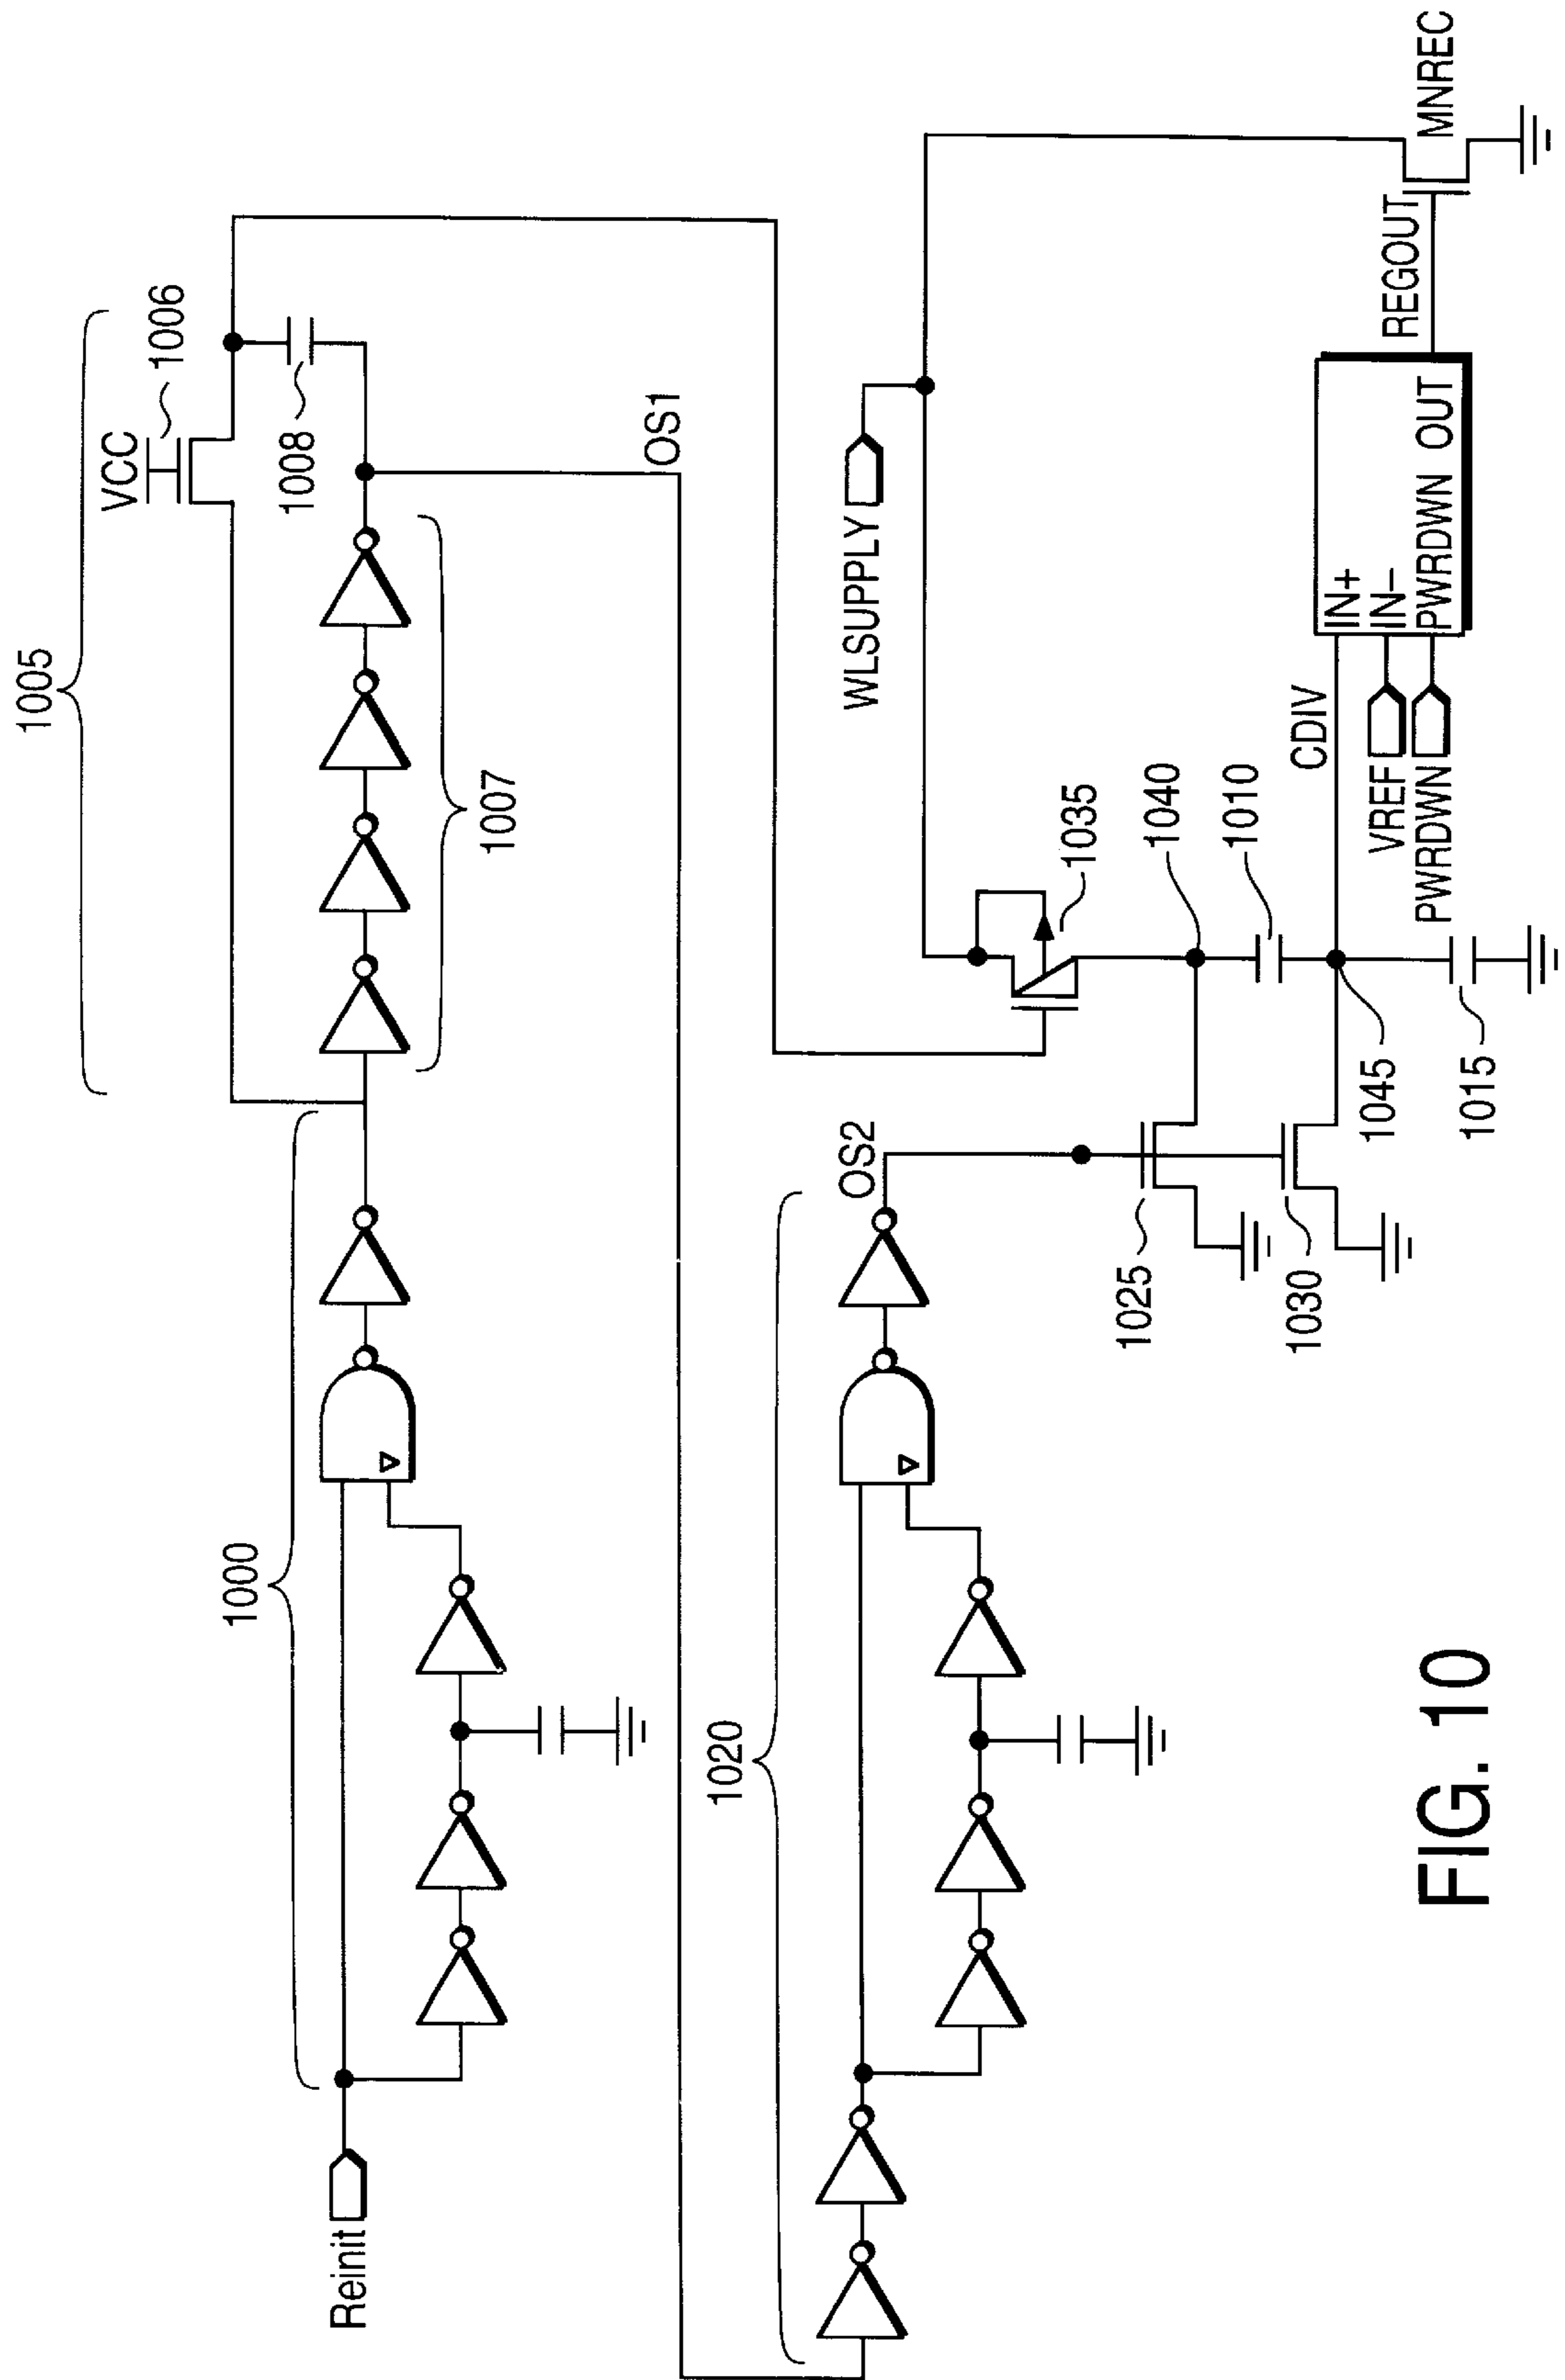 1005
VCC
1006
1008
1007
1000
Reinit
OS1
1020
OS2
WLSUPPLY
1035
1040
1010
1025
1030
1045
1015
CDIV
VREF
PWRDWN
IN+
IN−
PWRDWN OUT
REGOUT
MNREC
FIG. 10